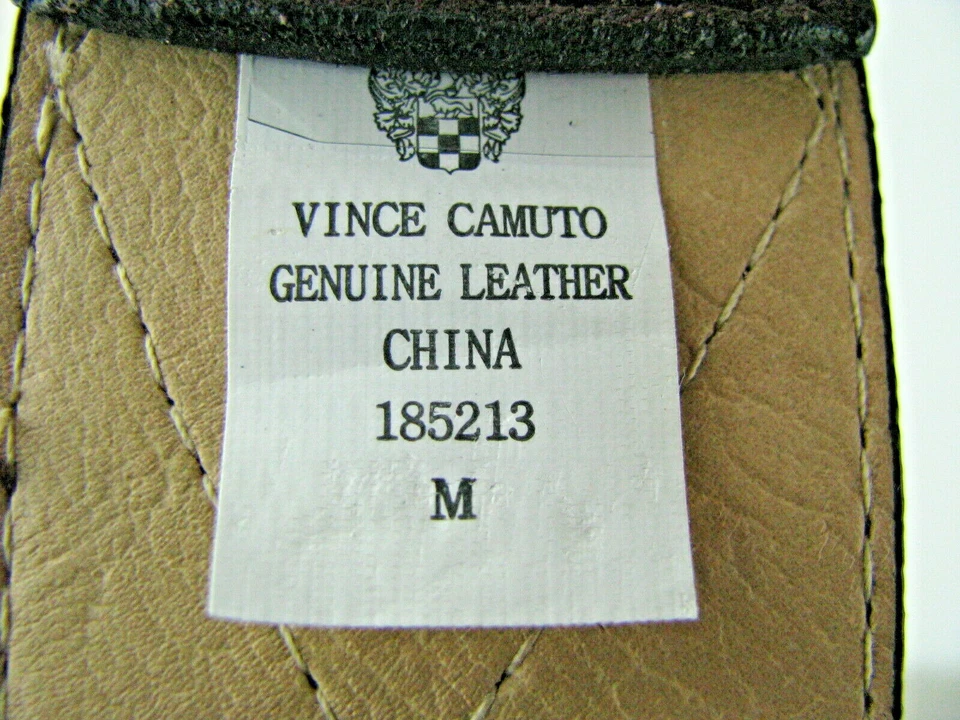 VINCE CAMUTO
GENUINE LEATHER
CHINA
185213
M